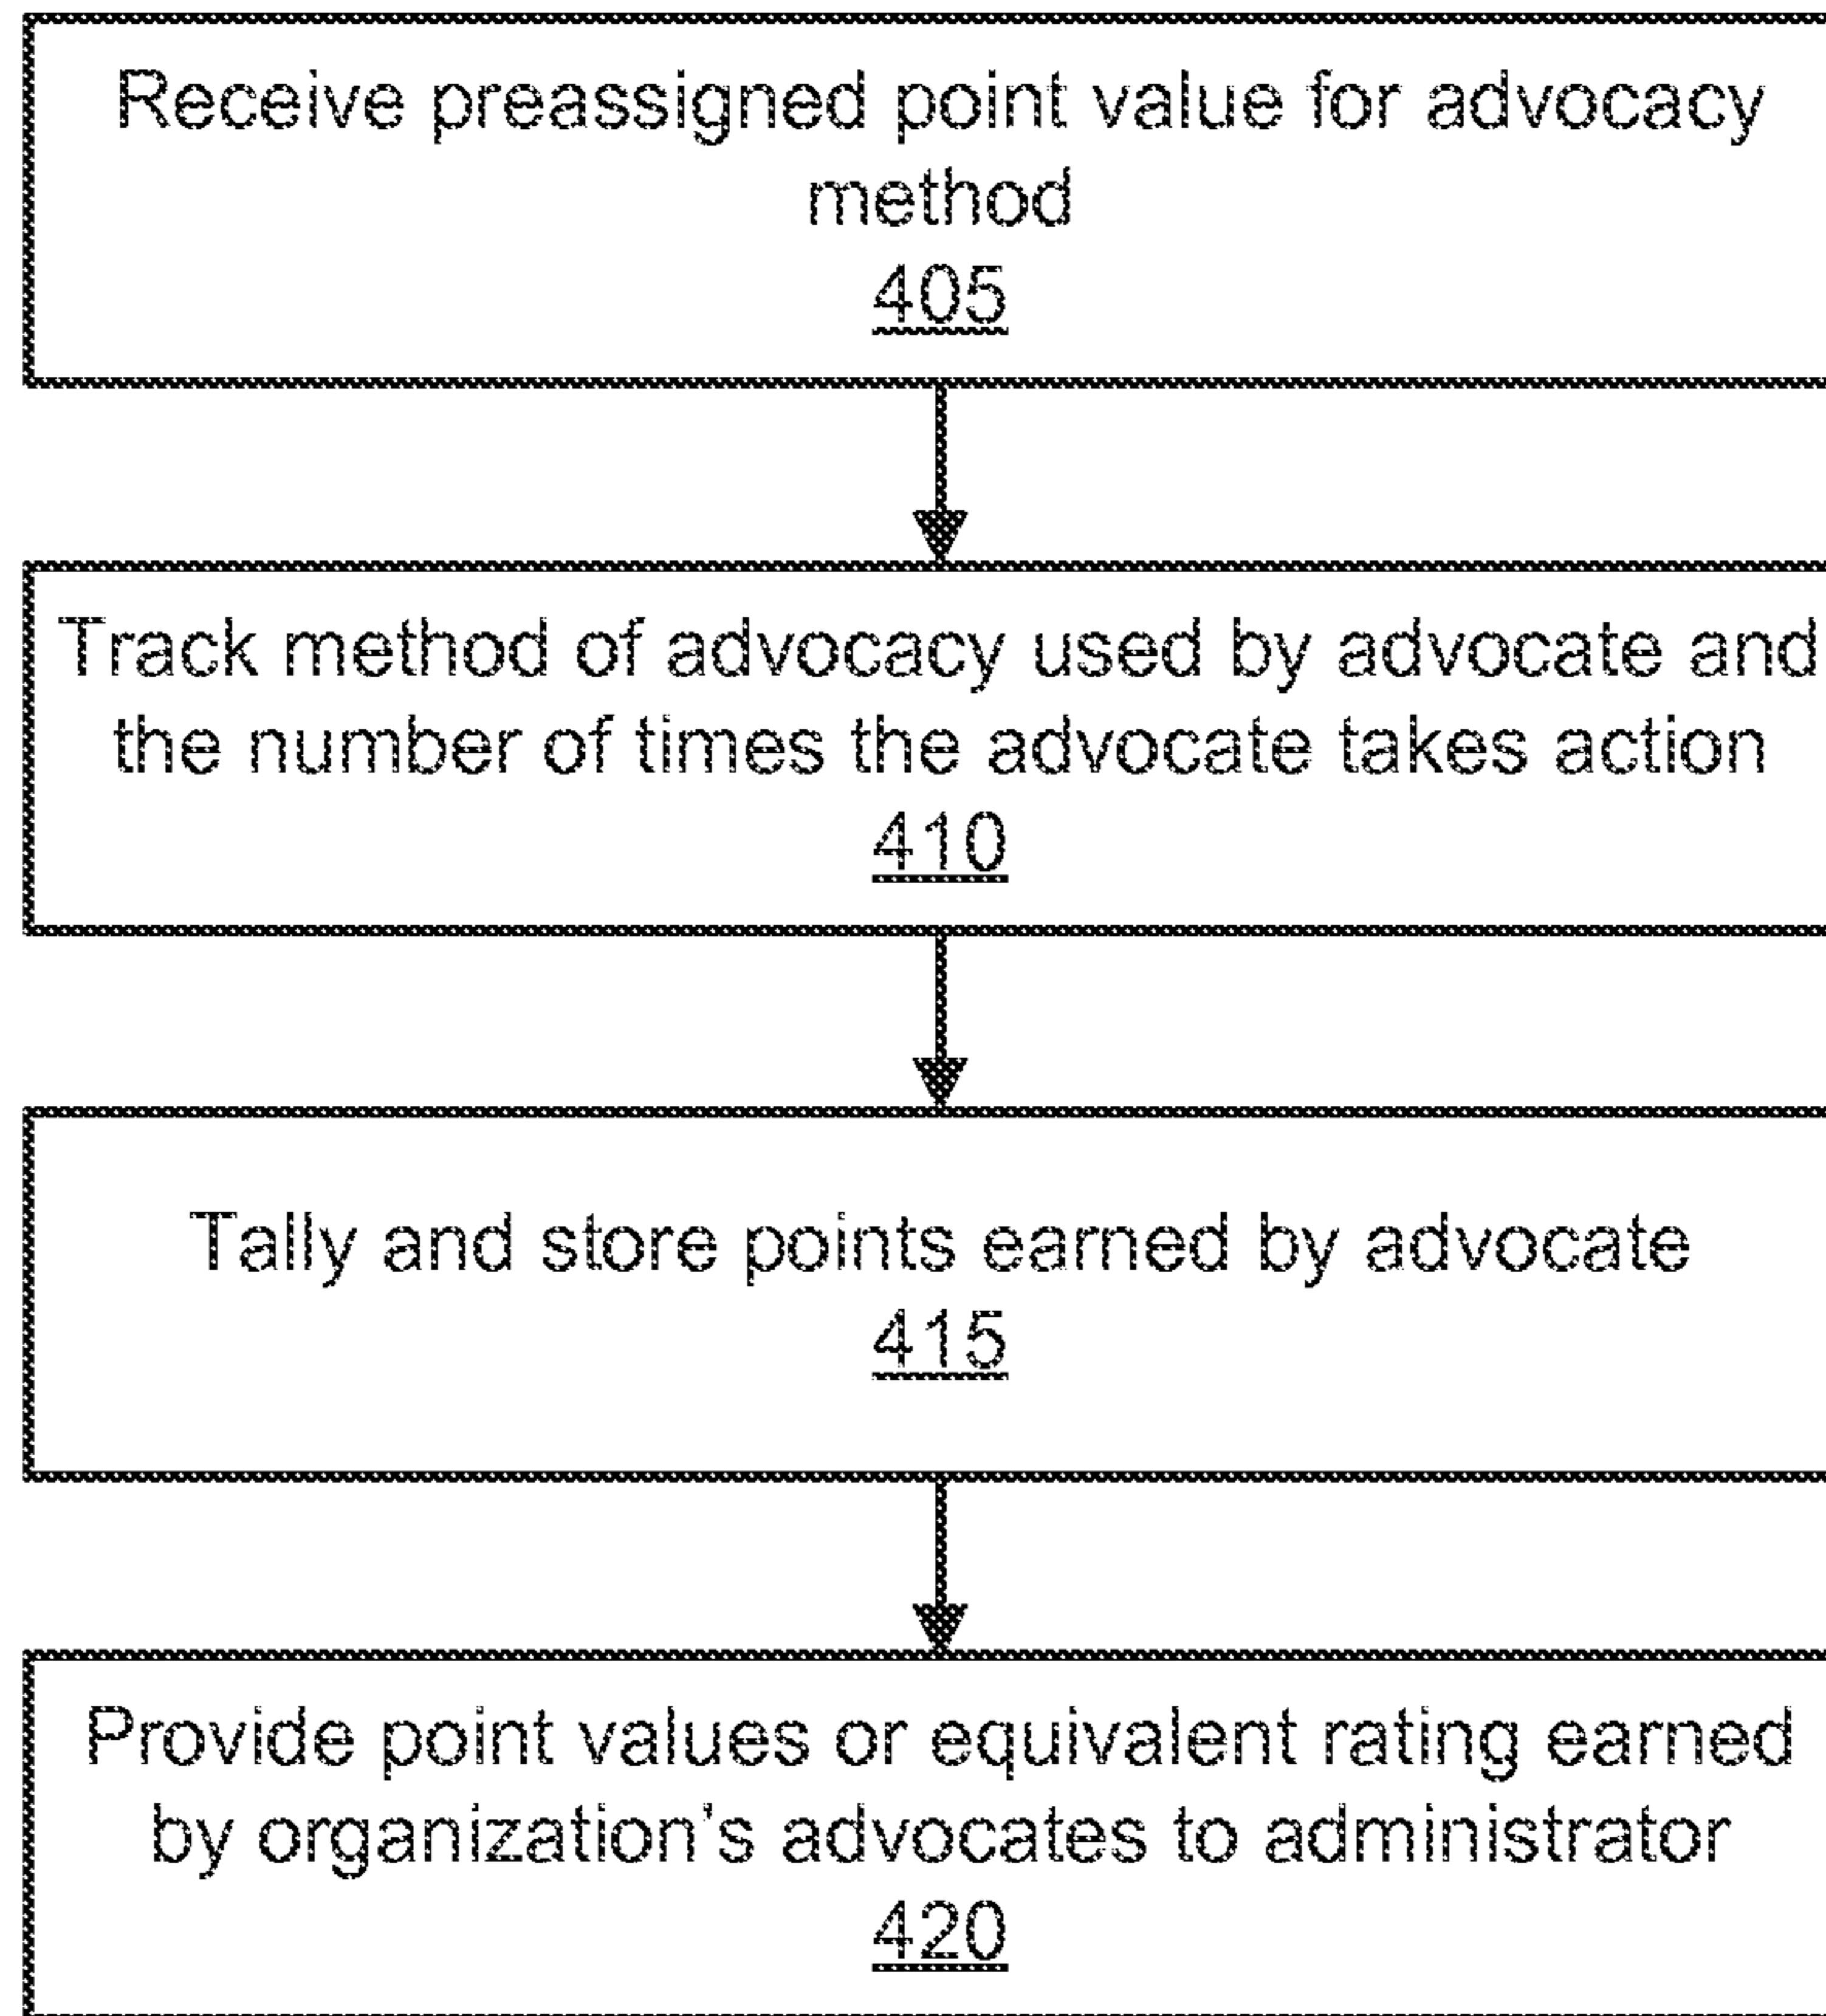 Receive preassigned point value for advocacy
method
405
Track method of advocacy used by advocate and
the number of times the advocate takes action
410
Tally and store points earned by advocate
415
Provide point values or equivalent rating earned
by organization's advocates to administrator
420